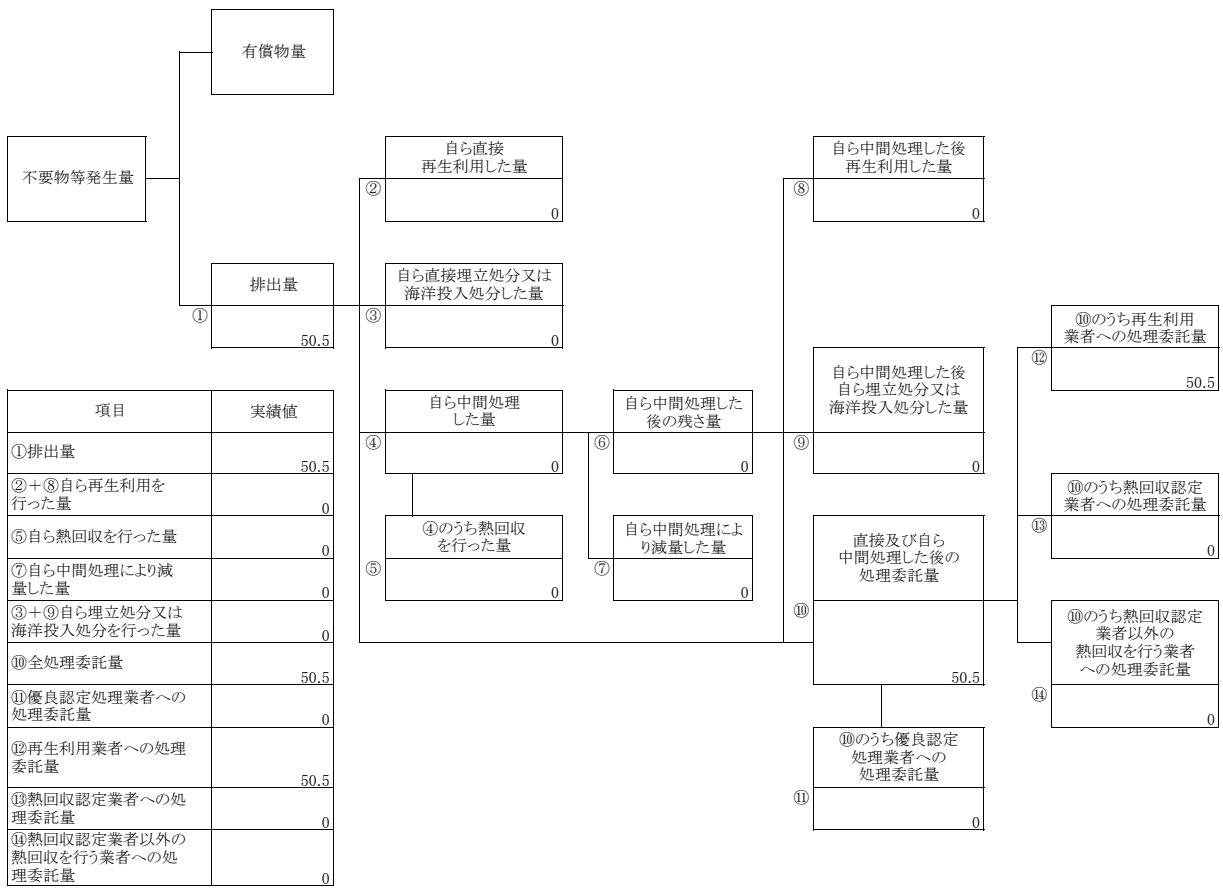 有償物量
不要物等発生量
自ら直接
再生利用した量
②
0
自ら中間処理した後
再生利用した量
⑧
0
排出量
①
50.5
自ら直接埋立処分又は
海洋投入処分した量
③
0
⑩のうち再生利用
業者への処理委託量
⑫
50.5
自ら中間処理
した量
④
0
自ら中間処理した
後の残さ量
⑥
0
自ら中間処理した後
自ら埋立処分又は
海洋投入処分した量
⑨
0
⑩のうち熱回収認定
業者への処理委託量
⑬
0
④のうち熱回収
を行った量
⑤
0
自ら中間処理によ
り減量した量
⑦
0
直接及び自ら
中間処理した後の
処理委託量
⑩
50.5
⑩のうち熱回収認定
業者以外の
熱回収を行う業者
への処理委託量
⑭
0
⑩のうち優良認定
処理業者への
処理委託量
⑪
0
項目 実績値
①排出量
50.5
②+⑧自ら再生利用を
行った量
0
⑤自ら熱回収を行った量
0
⑦自ら中間処理により減
量した量
0
③+⑨自ら埋立処分又は
海洋投入処分を行った量
0
⑩全処理委託量
50.5
⑪優良認定処理業者への
処理委託量
0
⑫再生利用業者への処理
委託量
50.5
⑬熱回収認定業者への処
理委託量
0
⑭熱回収認定業者以外の
熱回収を行う業者への処
理委託量
0